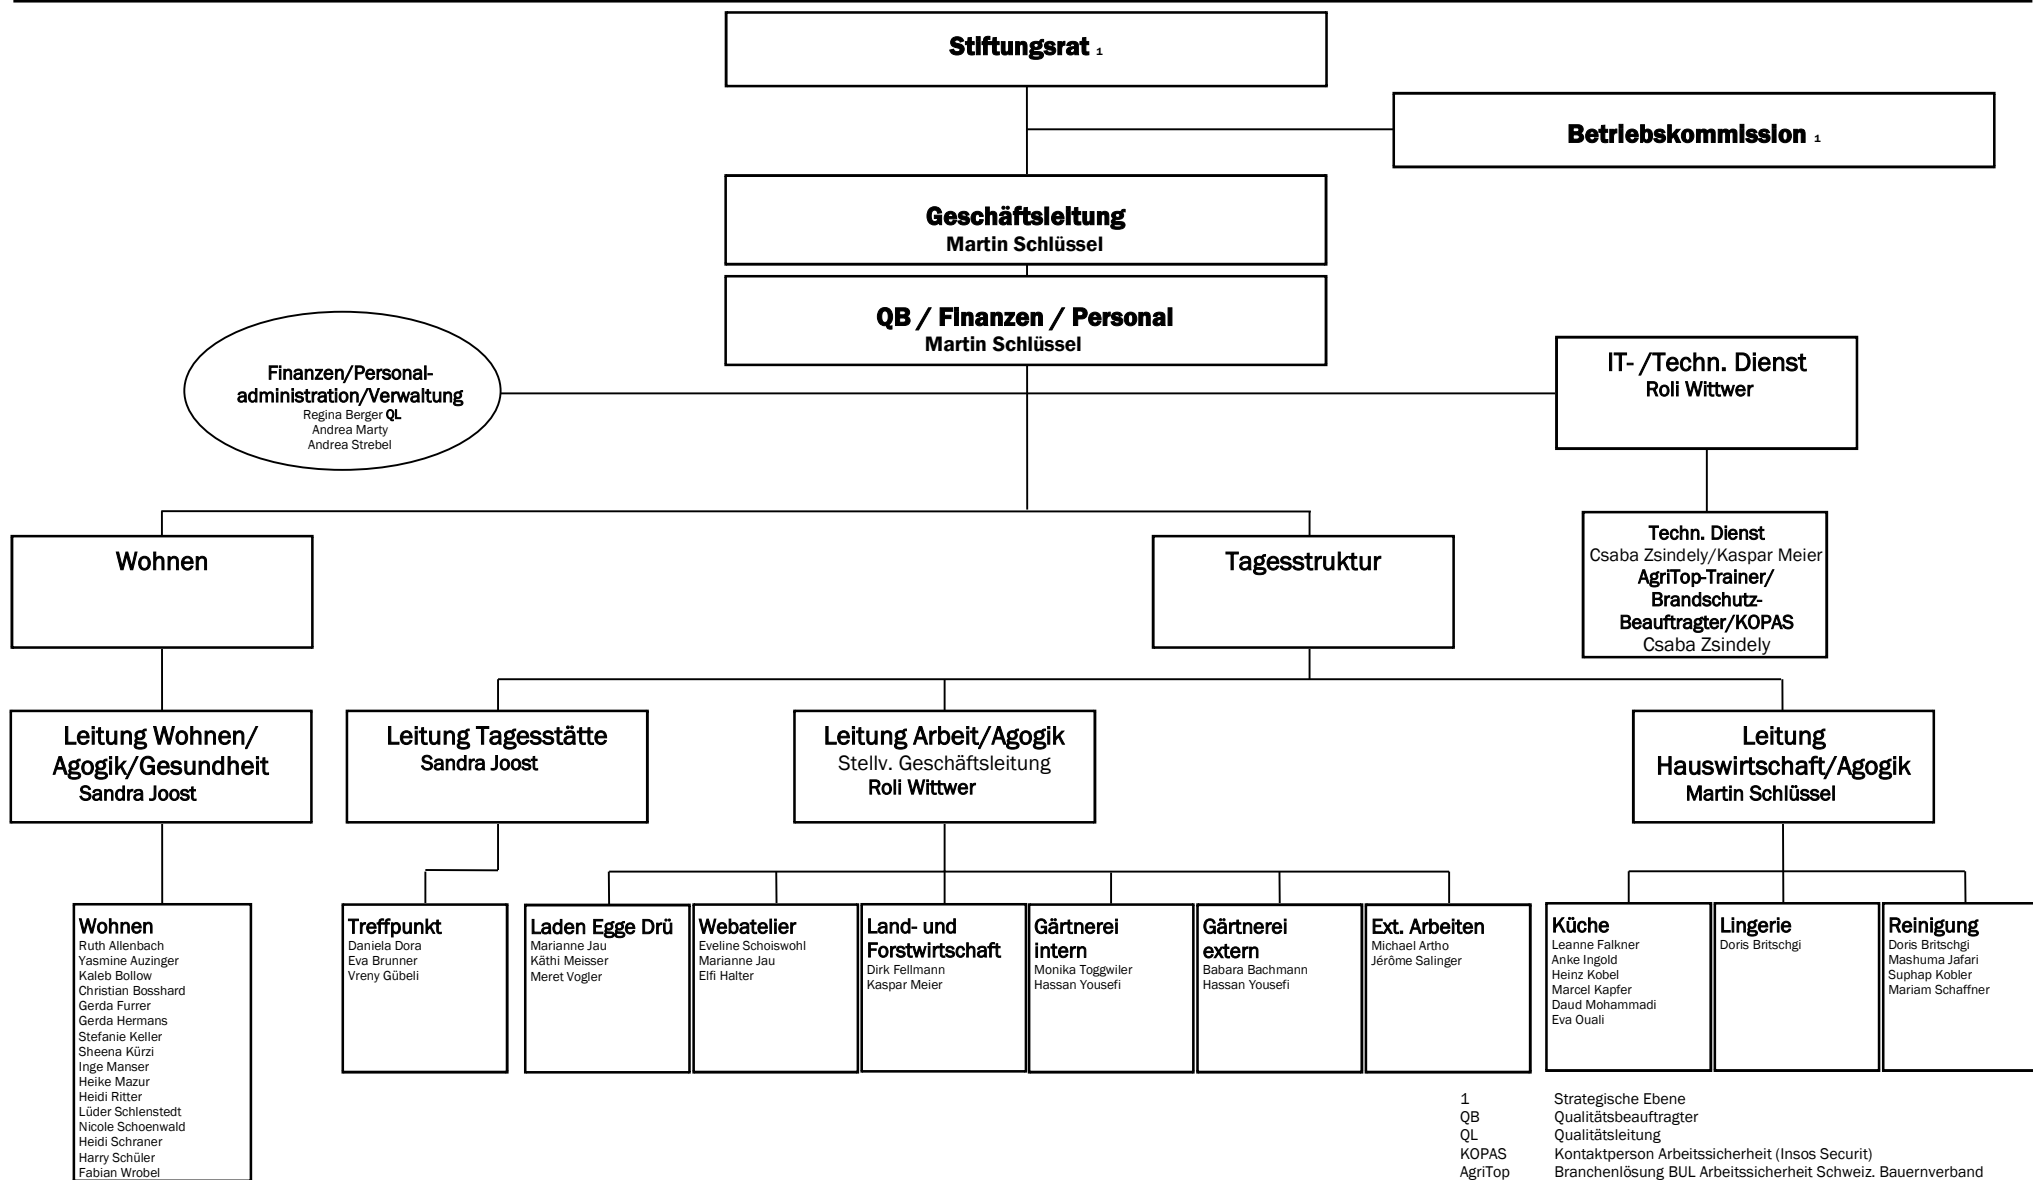 Stiftungsrat 1
Betriebskommission 1
Geschäftsleitung
Martin Schlüssel
QB / Finanzen / Personal
Martin Schlüssel
Finanzen/Personal-
administration/Verwaltung
Regina Berger QL
Andrea Marty
Andrea Strebel
IT- /Techn. Dienst
Roli Wittwer
Techn. Dienst
Csaba Zsindely/Kaspar Meier
AgriTop-Trainer/
Brandschutz-
Beauftragter/KOPAS
Csaba Zsindely
Wohnen
Tagesstruktur
Leitung Wohnen/
Agogik/Gesundheit
Sandra Joost
Leitung Tagesstätte
Sandra Joost
Leitung Arbeit/Agogik
Stellv. Geschäftsleitung
Roli Wittwer
Leitung
Hauswirtschaft/Agogik
Martin Schlüssel
Wohnen
Ruth Allenbach
Yasmine Auzinger
Kaleb Bollow
Christian Bosshard
Gerda Furrer
Gerda Hermans
Stefanie Keller
Sheena Kürzi
Inge Manser
Heike Mazur
Heidi Ritter
Lüder Schlenstedt
Nicole Schoenwald
Heidi Schraner
Harry Schüler
Fabian Wrobel
Treffpunkt
Daniela Dora
Eva Brunner
Vreny Gübeli
Laden Egge Drü
Marianne Jau
Käthi Meisser
Meret Vogler
Webatelier
Eveline Schoiswohl
Marianne Jau
Elfi Halter
Land- und
Forstwirtschaft
Dirk Fellmann
Kaspar Meier
Gärtnerei
intern
Monika Toggwiler
Hassan Yousefi
Gärtnerei
extern
Babara Bachmann
Hassan Yousefi
Ext. Arbeiten
Michael Artho
Jérôme Salinger
Küche
Leanne Falkner
Anke Ingold
Heinz Kobel
Marcel Kapfer
Daud Mohammadi
Eva Ouali
Lingerie
Doris Britschgi
Reinigung
Doris Britschgi
Mashuma Jafari
Suphap Kobler
Mariam Schaffner
1 Strategische Ebene
QB Qualitätsbeauftragter
QL Qualitätsleitung
KOPAS Kontaktperson Arbeitssicherheit (Insos Securit)
AgriTop Branchenlösung BUL Arbeitssicherheit Schweiz. Bauernverband